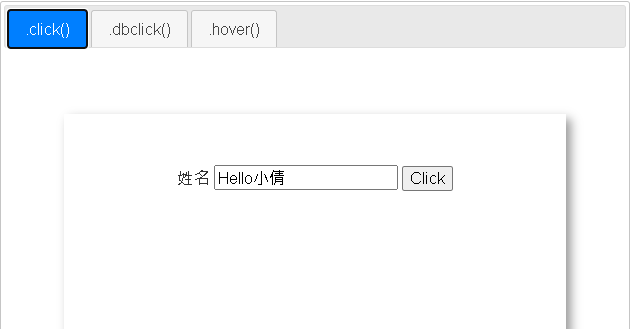 .click() .dbclick() .hover()
姓名 Hello小倩 Click